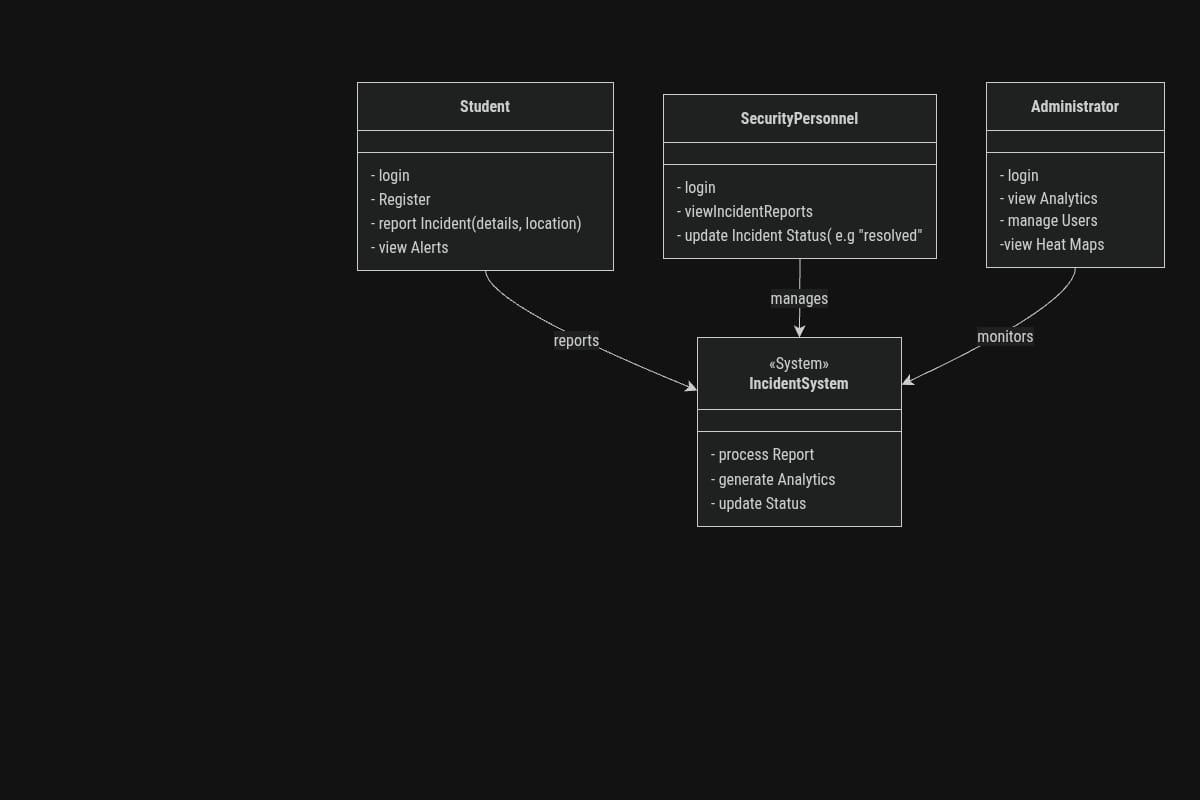 Student
- login
- Register
- report Incident(details, location)
- view Alerts
SecurityPersonnel
- login
- viewIncidentReports
- update Incident Status( e.g "resolved"
Administrator
- login
- view Analytics
- manage Users
-view Heat Maps
reports
manages
monitors
«System»
IncidentSystem
- process Report
- generate Analytics
- update Status